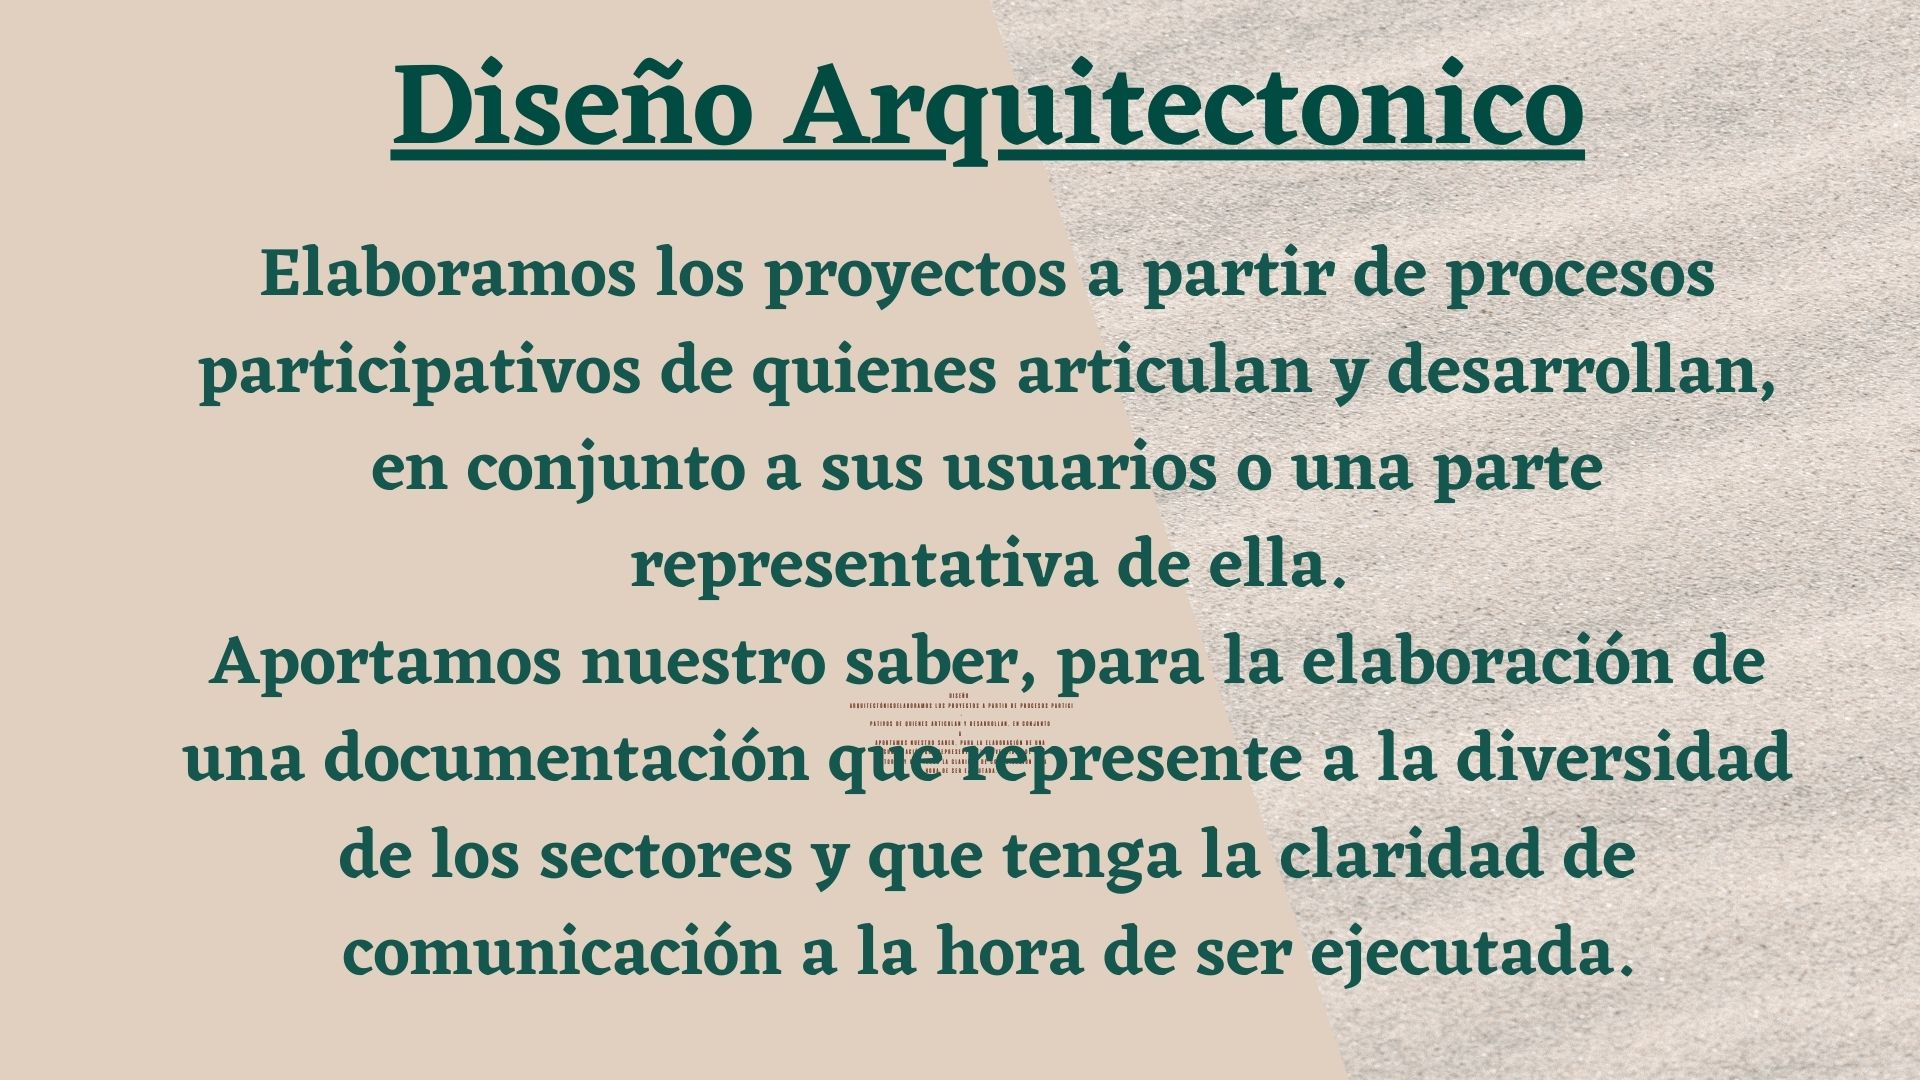 Diseño Arquitectonico
Elaboramos los proyectos a partir de procesos
participativos de quienes articulan y desarrollan,
en conjunto a sus usuarios o una parte
representativa de ella.
Aportamos nuestro saber, para la elaboración de
DISEÑO
ARQUITECTÓNICOELABORAMOS LOS PROYECTOS A PARTIR DE PROCESOS PARTICI
PATIVOS DE QUIENES ARTICULAN Y DESARROLLAN, EN CONJUNTO
A
APORTAMOS NUESTRO SABER, PARA LA ELABORACIÓN DE UNA
una documentación que represente a la diversidad
de los sectores y que tenga la claridad de
comunicación a la hora de ser ejecutada.